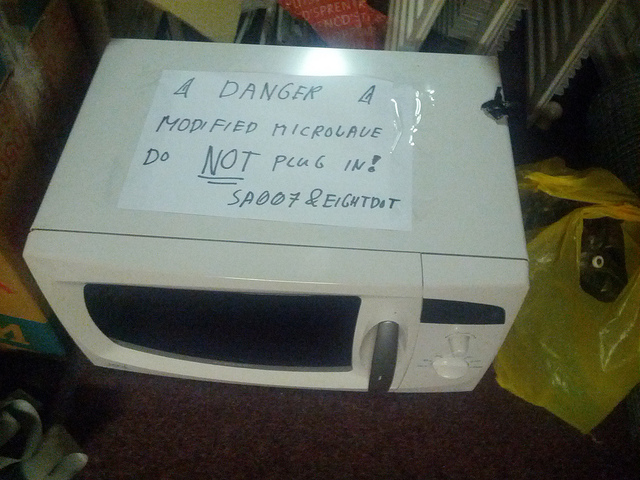 DANGER
MODIFIED MICROWAVE
DO NOT PLUG IN!
SA007 & EIGHTDOT